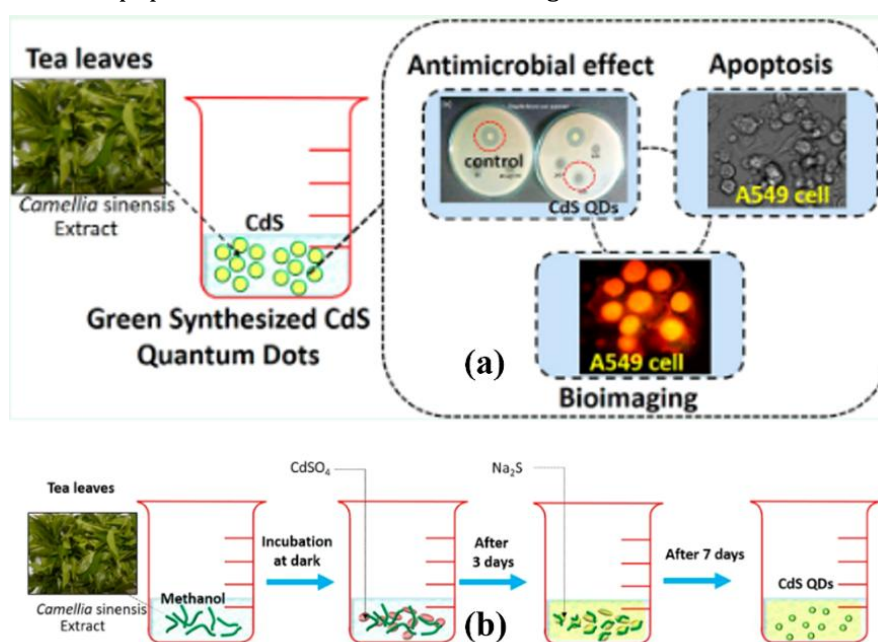 Tea leaves
Camellia sinensis
Extract
CdS
Green Synthesized CdS
Quantum Dots
Antimicrobial effect
control
CdS QDs
Apoptosis
A549 cell
A549 cell
Bioimaging
(a)
Tea leaves
Camellia sinensis
Extract
Methanol
Incubation
at dark
CdSO₄
After
3 days
Na₂S
After 7 days
CdS QDs
(b)